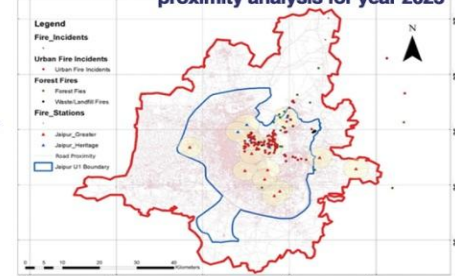 proximity analysis for year 2023
N
Legend
Fire_Incidents
Urban Fire Incidents
Urban Fire Incidents
Forest Fires
Forest Fies
Waste/Landfill Fires
Fire_Stations
Jaipur_Greater
Jaipur_Heritage
Road Proximity
Jaipur U1 Boundary
0 5 10 20 30 40
Kilometers